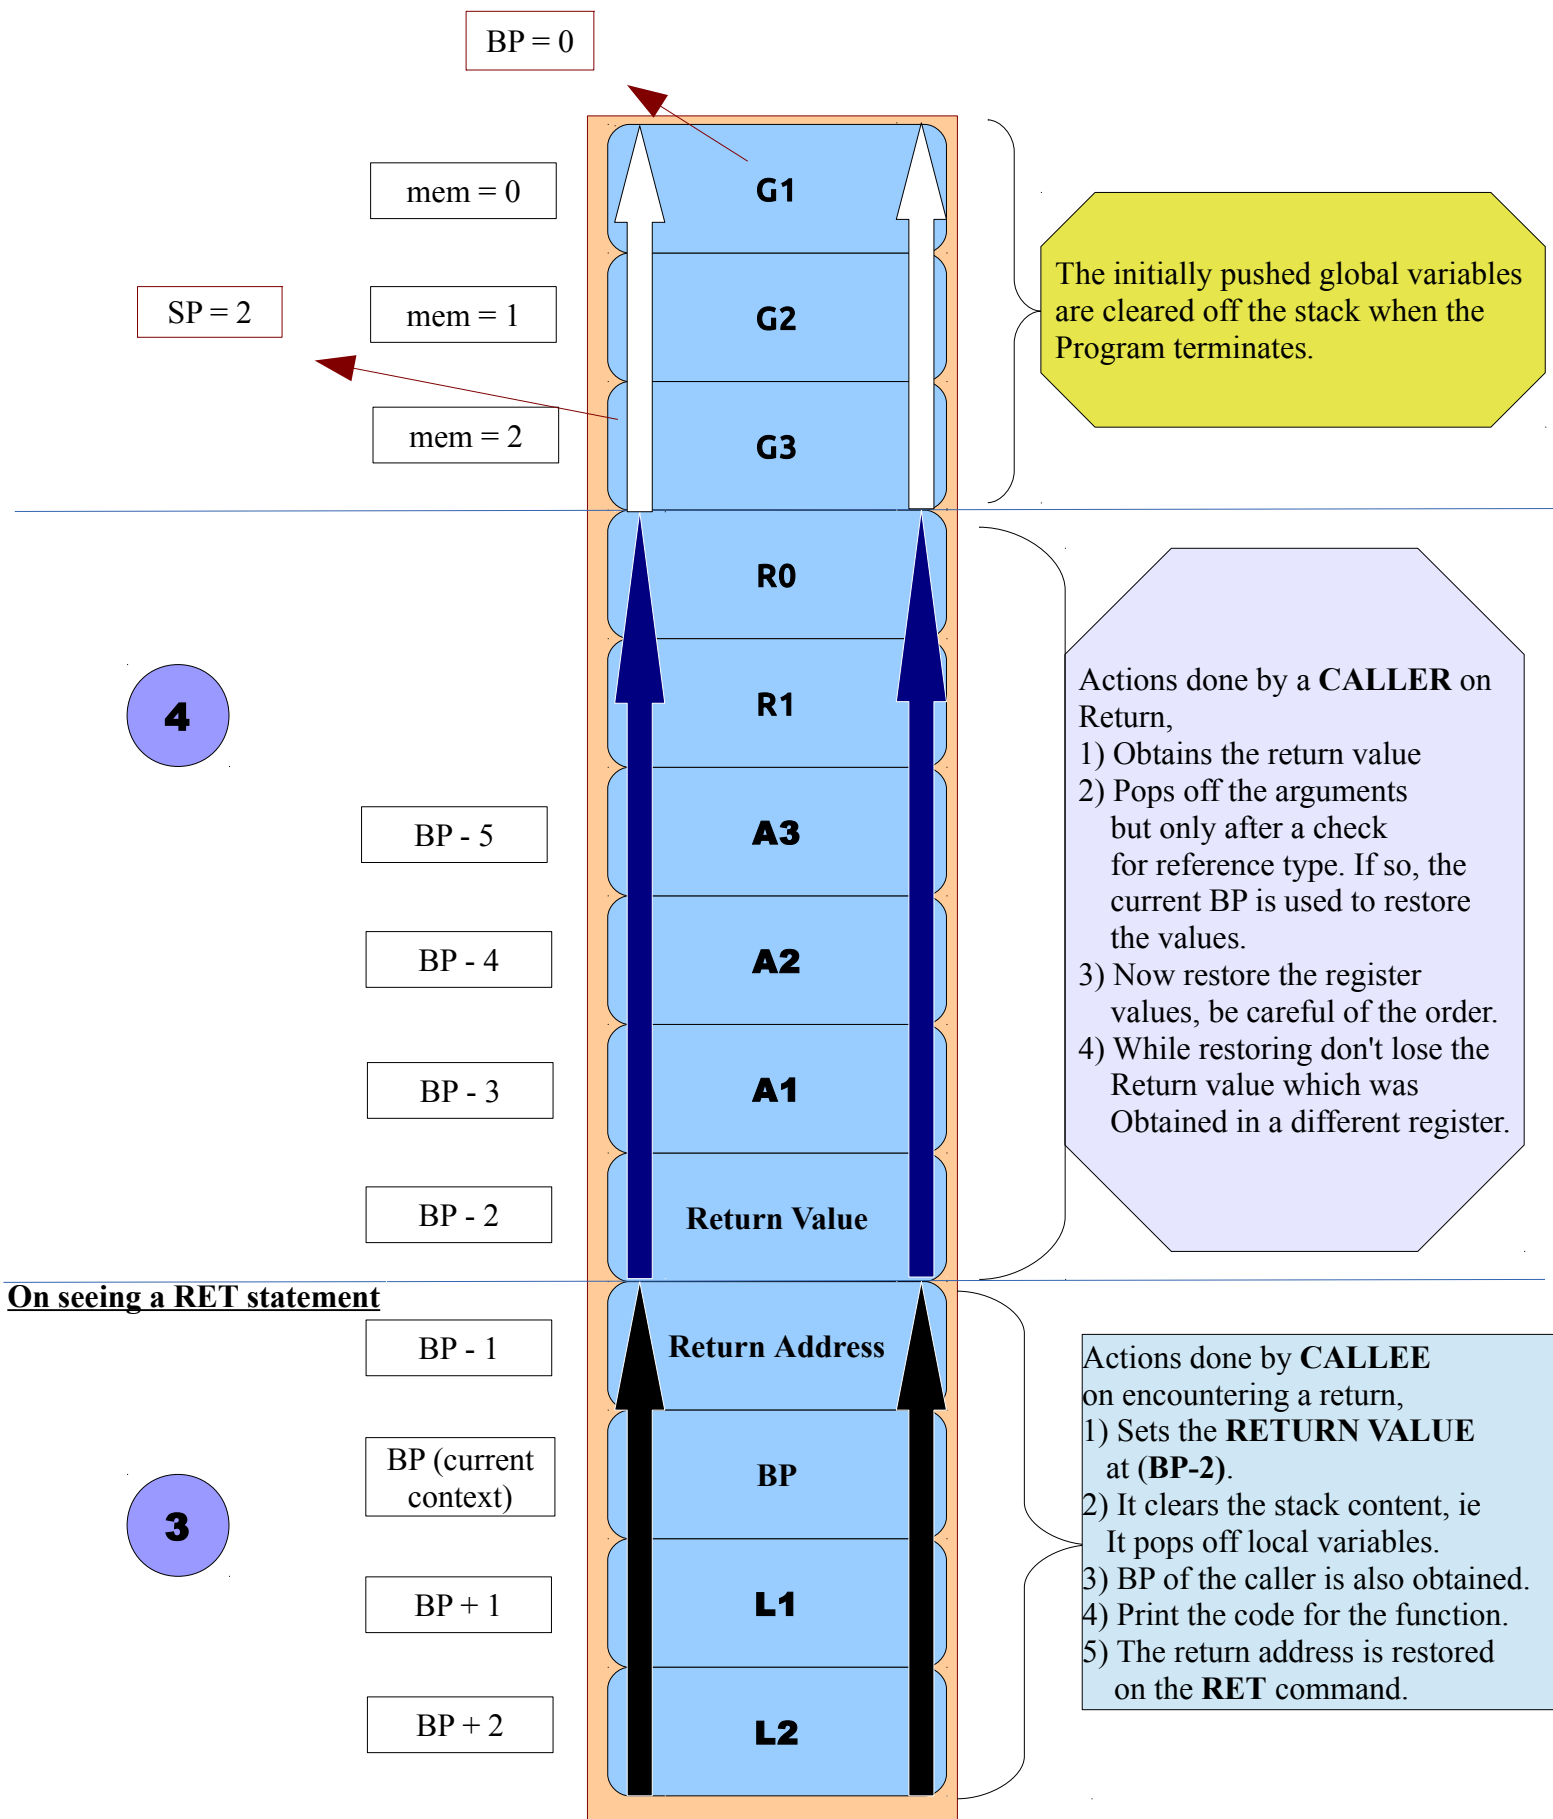 BP = 0
mem = 0
G1
SP = 2
mem = 1
G2
mem = 2
G3
The initially pushed global variables
are cleared off the stack when the
Program terminates.
4
R0
R1
BP - 5
A3
BP - 4
A2
BP - 3
A1
BP - 2
Return Value
Actions done by a CALLER on
Return,
1) Obtains the return value
2) Pops off the arguments
but only after a check
for reference type. If so, the
current BP is used to restore
the values.
3) Now restore the register
values, be careful of the order.
4) While restoring don't lose the
Return value which was
Obtained in a different register.
On seeing a RET statement
BP - 1
Return Address
3
BP (current
context)
BP
BP + 1
L1
BP + 2
L2
Actions done by CALLEE
on encountering a return,
1) Sets the RETURN VALUE
at (BP-2).
2) It clears the stack content, ie
It pops off local variables.
3) BP of the caller is also obtained.
4) Print the code for the function.
5) The return address is restored
on the RET command.